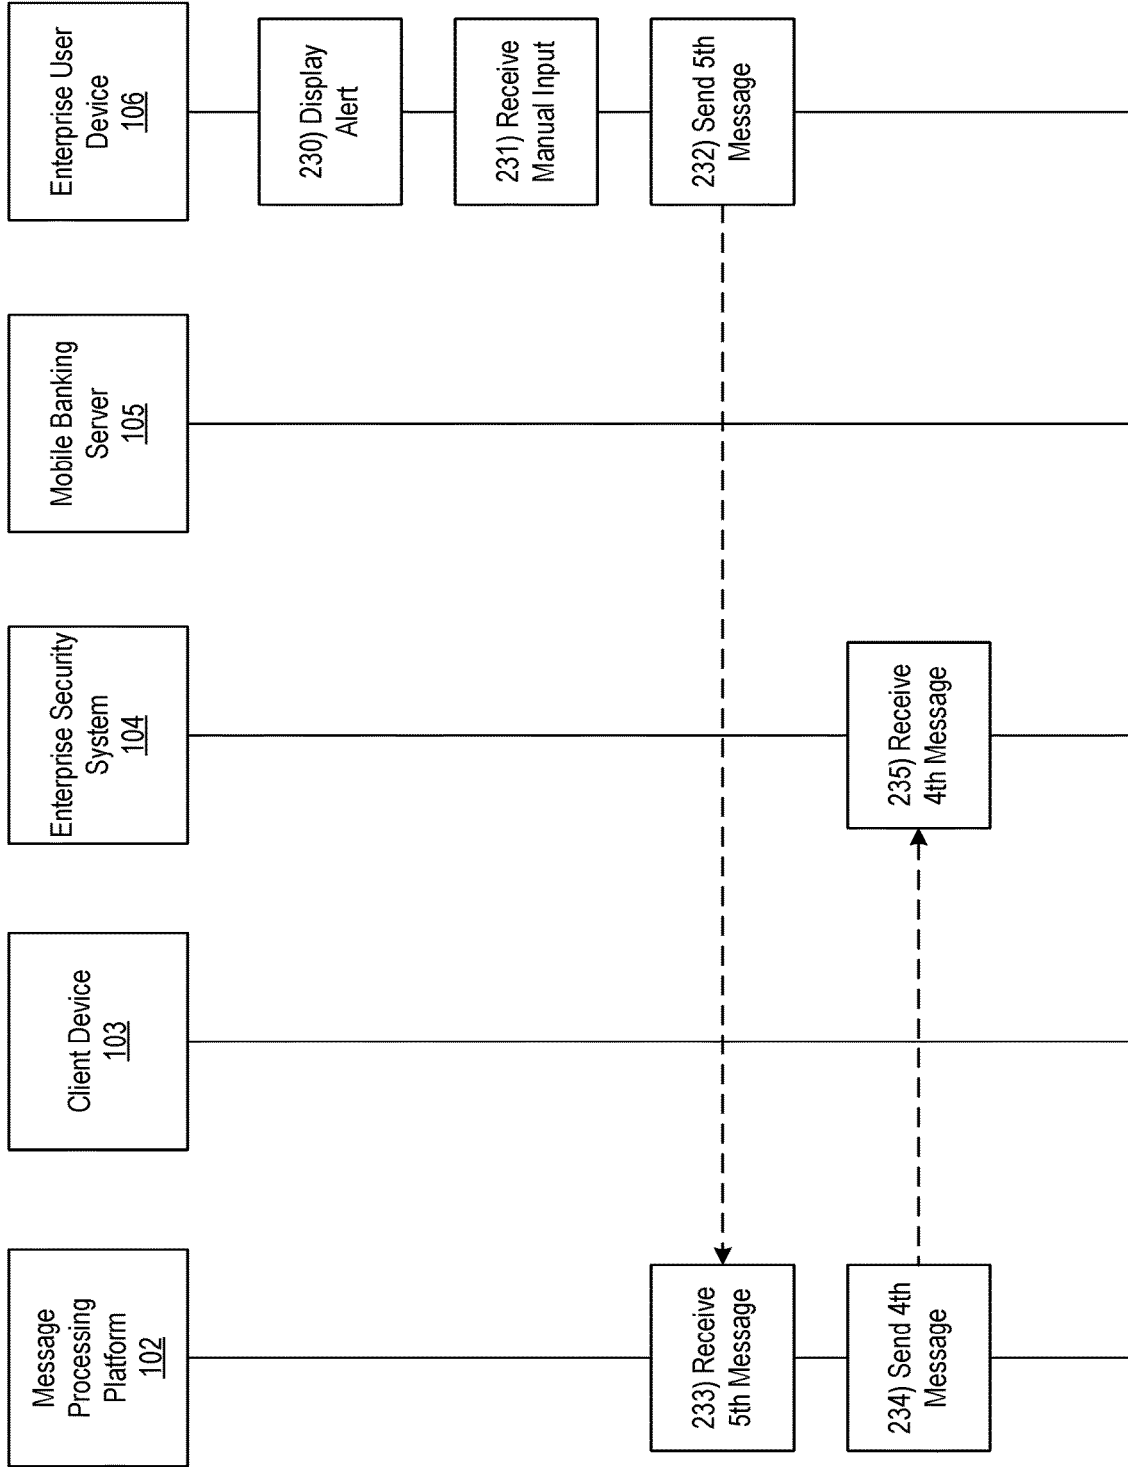 Message
Processing
Platform
102
Client Device
103
Enterprise Security
System
104
Mobile Banking
Server
105
Enterprise User
Device
106
230) Display
Alert
231) Receive
Manual Input
232) Send 5th
Message
233) Receive
5th Message
234) Send 4th
Message
235) Receive
4th Message